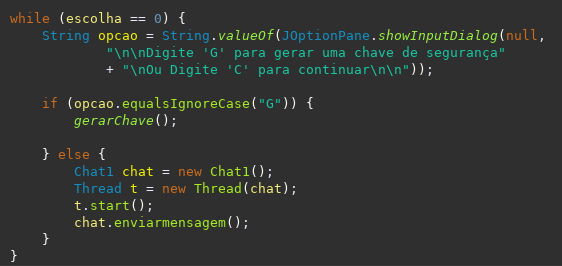 while (escolha == 0) {
    String opcao = String.valueOf(JOptionPane.showInputDialog(null,
            "\n\nDigite 'G' para gerar uma chave de segurança"
            + "\nOu Digite 'C' para continuar\n\n"));

    if (opcao.equalsIgnoreCase("G")) {
        gerarChave();

    } else {
        Chat1 chat = new Chat1();
        Thread t = new Thread(chat);
        t.start();
        chat.enviarmensagem();
    }
}